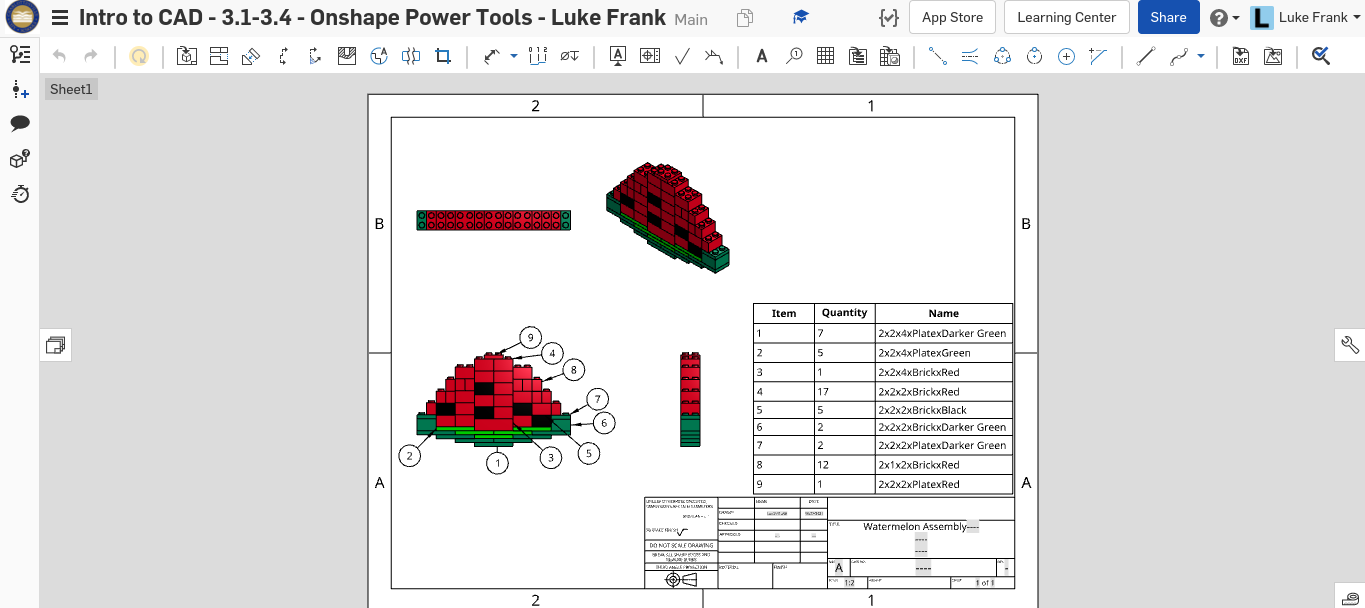 Intro to CAD - 3.1-3.4 - Onshape Power Tools - Luke Frank Main
App Store
Learning Center
Share
Luke Frank
Sheet1
2 1
B B
9
4
8
7
6
5
3
1
2
Item Quantity Name
1 7 2x2x4xPlatexDarker Green
2 5 2x2x4xPlatexGreen
3 1 2x2x4xBrickxRed
4 17 2x2x2xBrickxRed
5 5 2x2x2xBrickxBlack
6 2 2x2x2xBrickxDarker Green
7 2 2x2x2xPlatexDarker Green
8 12 2x1x2xBrickxRed
9 1 2x2x2xPlatexRed
A A
DO NOT SCALE DRAWING
Watermelon Assembly----
----
----
A ---- -
1:2 1 of 1
2 1